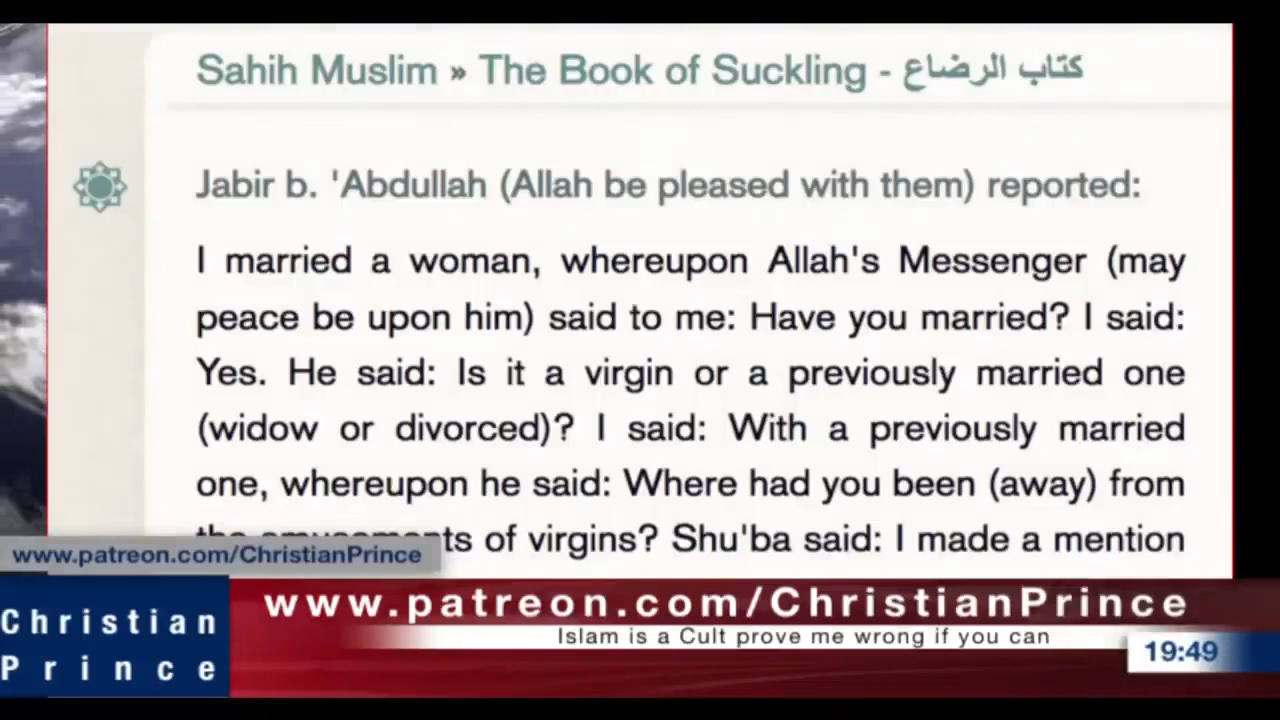 Sahih Muslim » The Book of Suckling - كتاب الرضاع
Jabir b. 'Abdullah (Allah be pleased with them) reported:
I married a woman, whereupon Allah's Messenger (may
peace be upon him) said to me: Have you married? I said:
Yes. He said: Is it a virgin or a previously married one
(widow or divorced)? I said: With a previously married
one, whereupon he said: Where had you been (away) from
the amusements of virgins? Shu'ba said: I made a mention
www.patreon.com/ChristianPrince
www.patreon.com/ChristianPrince
Islam is a Cult prove me wrong if you can
Christian
Prince
19:49